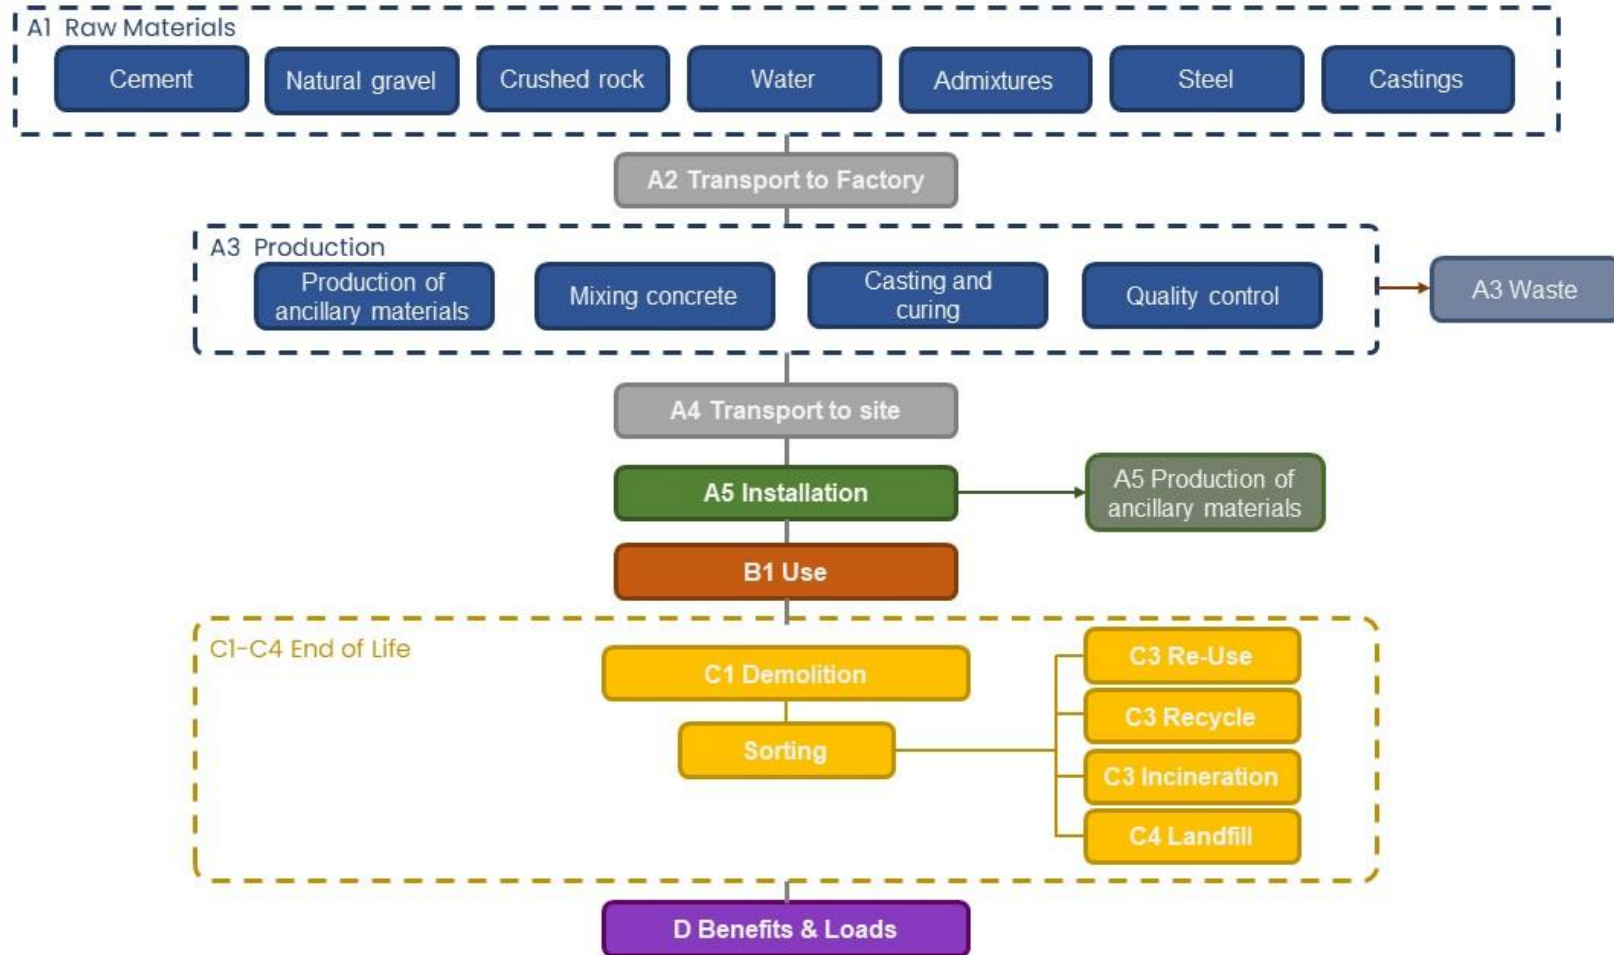 A1 Raw Materials
Cement
Natural gravel
Crushed rock
Water
Admixtures
Steel
Castings
A2 Transport to Factory
A3 Production
Production of
ancillary materials
Mixing concrete
Casting and
curing
Quality control
A3 Waste
A4 Transport to site
A5 Installation
A5 Production of
ancillary materials
B1 Use
C1-C4 End of Life
C1 Demolition
Sorting
C3 Re-Use
C3 Recycle
C3 Incineration
C4 Landfill
D Benefits & Loads